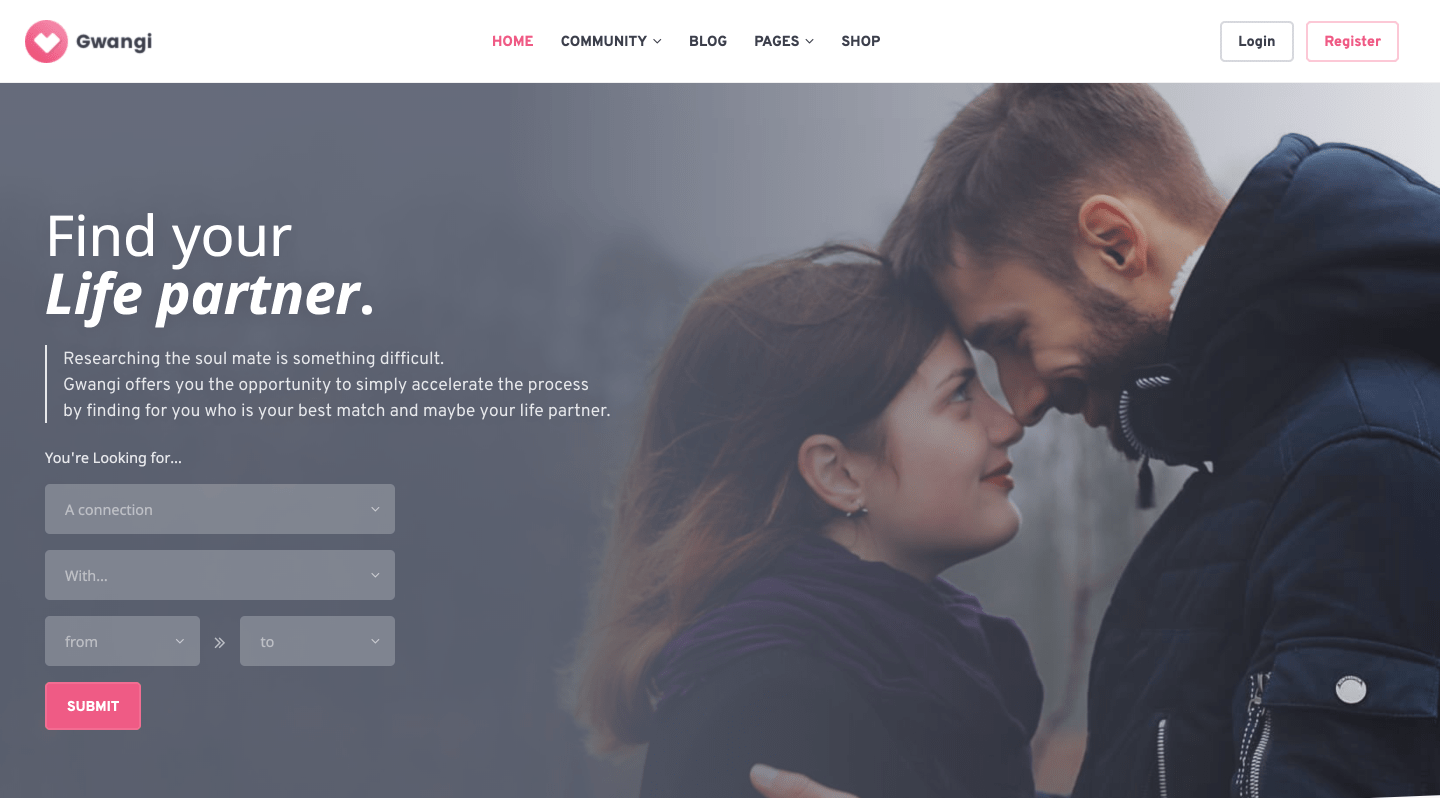 Gwangi
HOME COMMUNITY BLOG PAGES SHOP
Login Register
Find your
Life partner.
Researching the soul mate is something difficult.
Gwangi offers you the opportunity to simply accelerate the process
by finding for you who is your best match and maybe your life partner.
You're Looking for...
A connection
With...
from » to
SUBMIT